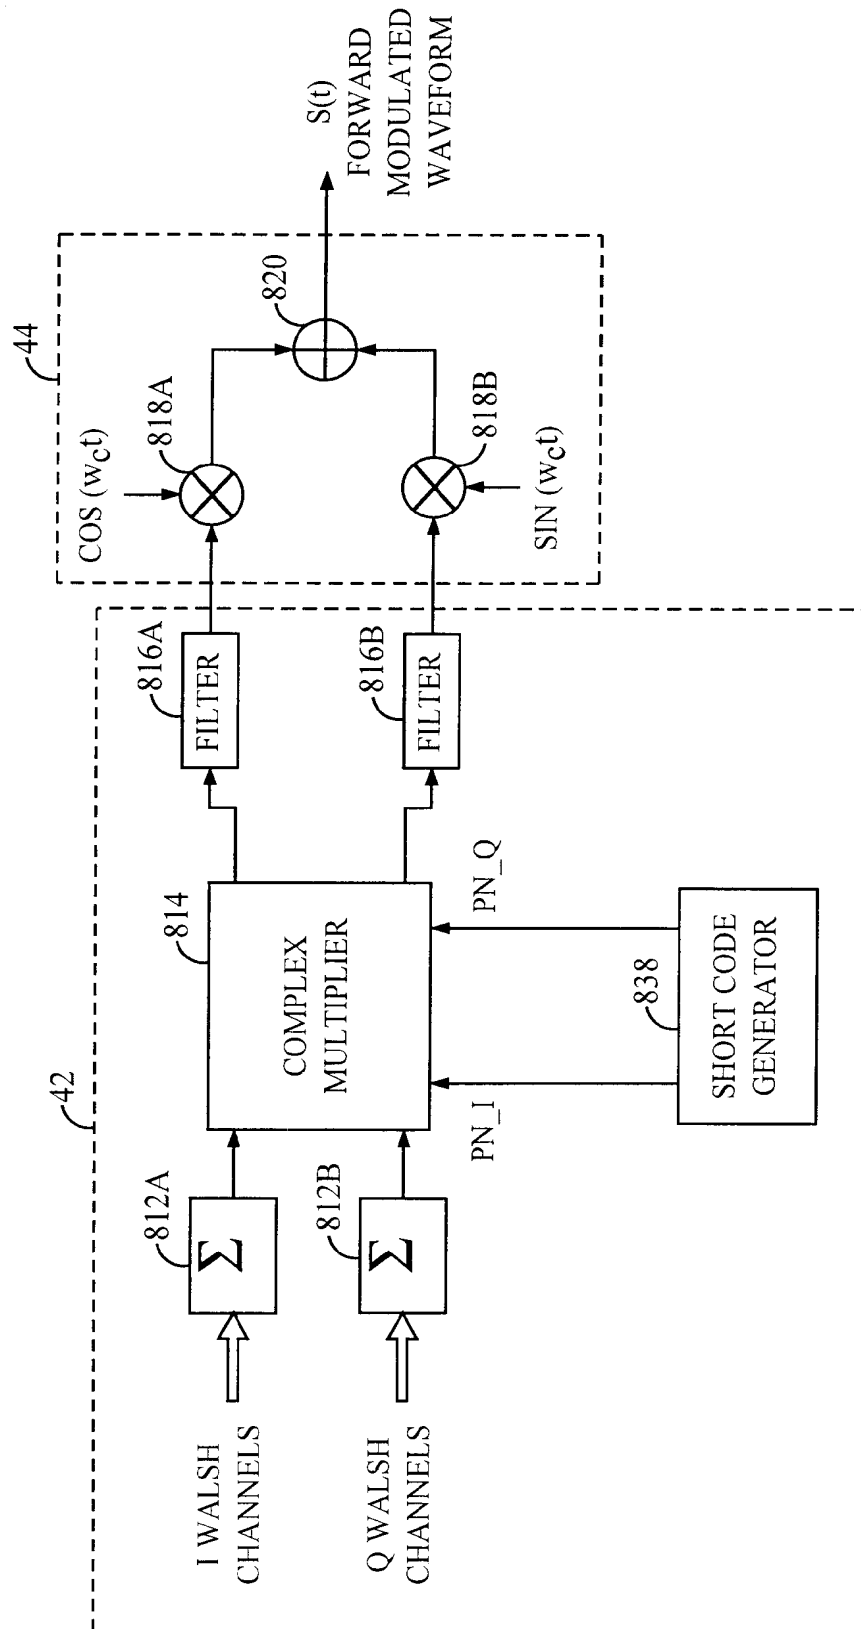 42
44
I WALSH
CHANNELS
Q WALSH
CHANNELS
812A
Σ
812B
Σ
814
COMPLEX
MULTIPLIER
PN_I
PN_Q
838
SHORT CODE
GENERATOR
816A
FILTER
816B
FILTER
COS (wct)
818A
818B
SIN (wct)
820
S(t)
FORWARD
MODULATED
WAVEFORM